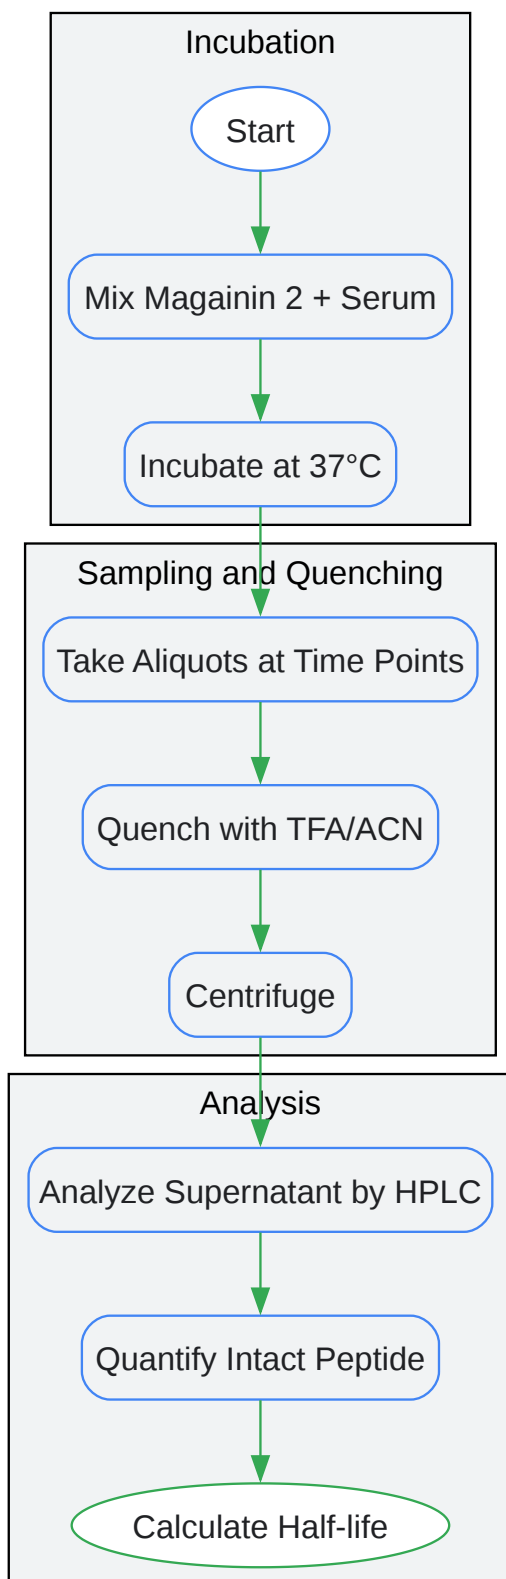 Incubation
Start
Mix Magainin 2 + Serum
Incubate at 37°C
Sampling and Quenching
Take Aliquots at Time Points
Quench with TFA/ACN
Centrifuge
Analysis
Analyze Supernatant by HPLC
Quantify Intact Peptide
Calculate Half-life